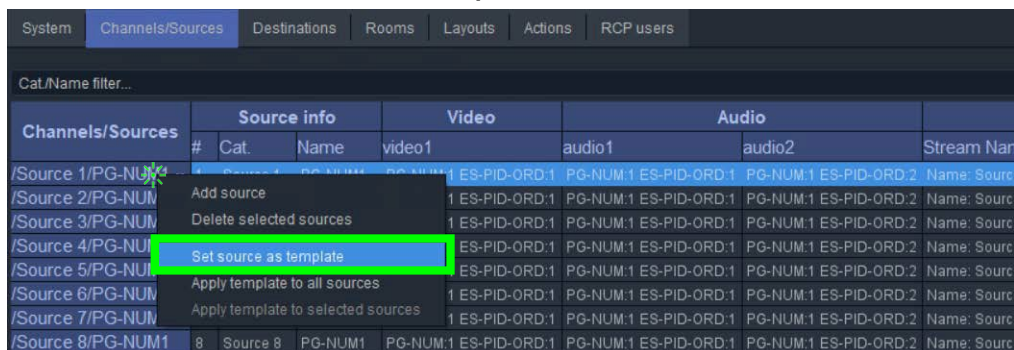 System Channels/Sources Destinations Rooms Layouts Actions RCP users
Cat./Name filter...
Channels/Sources Source info Video Audio
# Cat. Name video1 audio1 audio2 Stream Nam
/Source 1/PG-NUM1 1 Source 1 PG-NUM1 PG-NUM:1 ES-PID-ORD:1 PG-NUM:1 ES-PID-ORD:1 PG-NUM:1 ES-PID-ORD:2 Name: Sourc
/Source 2/PG-NUM 1 ES-PID-ORD:1 PG-NUM:1 ES-PID-ORD:1 PG-NUM:1 ES-PID-ORD:2 Name: Sourc
/Source 3/PG-NUM 1 ES-PID-ORD:1 PG-NUM:1 ES-PID-ORD:1 PG-NUM:1 ES-PID-ORD:2 Name: Sourc
/Source 4/PG-NUM ES-PID-ORD:1 PG-NUM:1 ES-PID-ORD:1 PG-NUM:1 ES-PID-ORD:2 Name: Sourc
/Source 5/PG-NUM ES-PID-ORD:1 PG-NUM:1 ES-PID-ORD:1 PG-NUM:1 ES-PID-ORD:2 Name: Sourc
/Source 6/PG-NUM 1 ES-PID-ORD:1 PG-NUM:1 ES-PID-ORD:1 PG-NUM:1 ES-PID-ORD:2 Name: Sourc
/Source 7/PG-NUM 1 ES-PID-ORD:1 PG-NUM:1 ES-PID-ORD:1 PG-NUM:1 ES-PID-ORD:2 Name: Sourc
/Source 8/PG-NUM1 8 Source 8 PG-NUM1 PG-NUM:1 ES-PID-ORD:1 PG-NUM:1 ES-PID-ORD:1 PG-NUM:1 ES-PID-ORD:2 Name: Sourc
Add source
Delete selected sources
Set source as template
Apply template to all sources
Apply template to selected sources